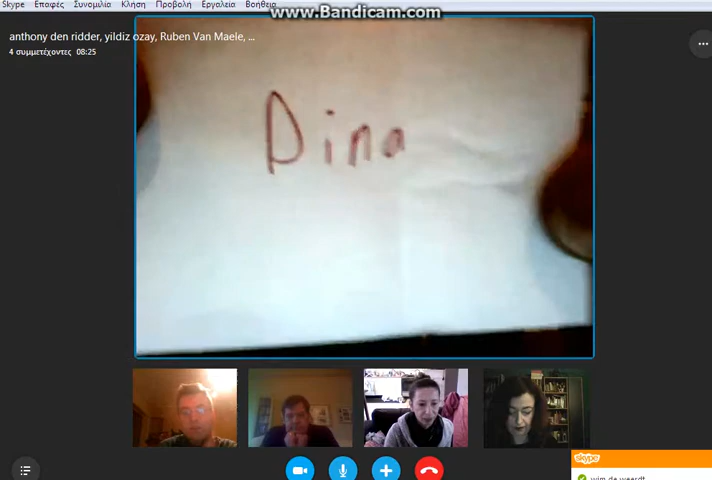 Skype Επαφές Συνομιλία Κλήση Προβολή Εργαλεία Βοήθεια
www.Bandicam.com
anthony den ridder, yildiz ozay, Ruben Van Maele, ...
4 συμμετέχοντες 08:25
Dina
skype
wim de weerdt